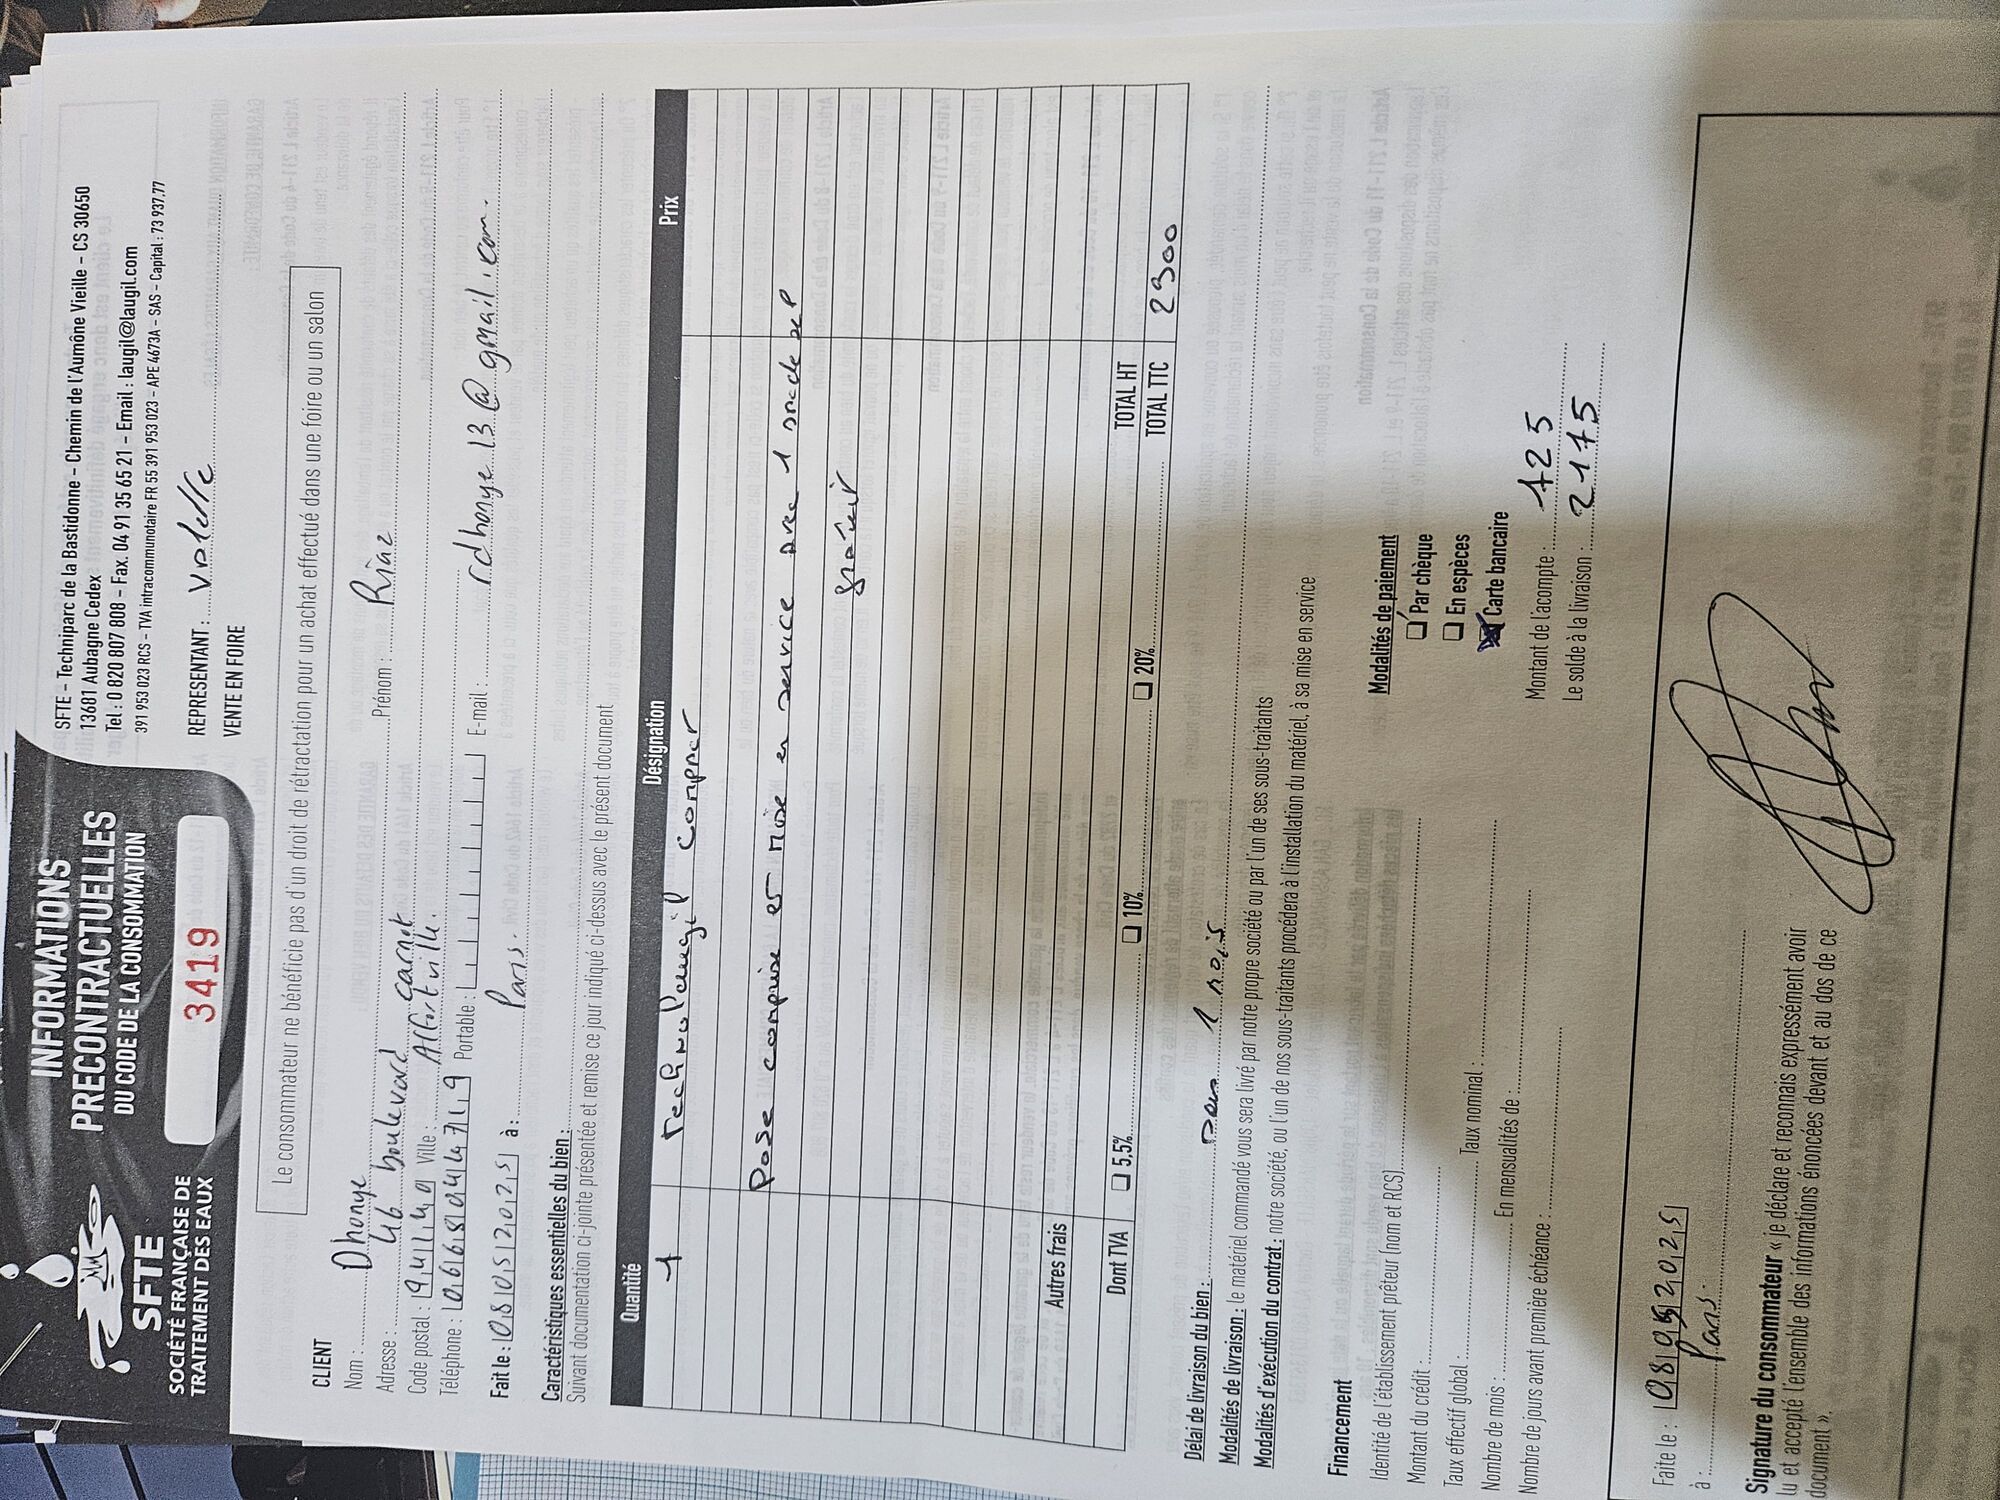 INFORMATIONS
PRECONTRACTUELLES
DU CODE DE LA CONSOMMATION
3419
SFTE
SOCIÉTÉ FRANÇAISE DE
TRAITEMENT DES EAUX
SFTE – Techniparc de la Bastidonne – Chemin de l'Aumône Vieille – CS 30650
13681 Aubagne Cedex
Tel : 0 820 807 808 – Fax. 04 91 35 65 21 – Email : laugil@laugil.com
391 953 023 RCS – TVA intracommunotaire FR 55 391 953 023 – APE 4673A – SAS – Capital : 73 937,77
REPRESENTANT :
VENTE EN FOIRE
Le consommateur ne bénéficie pas d'un droit de rétractation pour un achat effectué dans une foire ou un salon
CLIENT
Nom : Dhonye Prénom : Riaz
Adresse : 46 boulevard carnot
Code postal : 94140 Ville : Alfortville.
Téléphone : Portable : E-mail : rdhonye13@gmail.com.
Fait le : 08052025 à : Paris.
Caractéristiques essentielles du bien :
Suivant documentation ci-jointe présentée et remise ce jour indiqué ci-dessus avec le présent document
Quantité Désignation Prix
1 Technolaugil compact
Pose comprise et mise en service avec 1
gratuit
Autres frais
Dont TVA ☐ 5,5% ☐ 10% ☐ 20% TOTAL HT
TOTAL TTC 2300
Délai de livraison du bien : 1 mois
Modalités de livraison : le matériel commandé vous sera livré par notre propre société ou par l'un de ses sous-traitants
Modalités d'exécution du contrat : notre société, ou l'un de nos sous-traitants procédera à l'installation du matériel, à sa mise en service
Financement
Identité de l'établissement prêteur (nom et RCS)
Montant du crédit :
Taux effectif global : Taux nominal :
Nombre de mois : En mensualités de :
Nombre de jours avant première échéance :
Modalités de paiement
☐ Par chèque
☐ En espèces
☒ Carte bancaire
Montant de l'acompte : 125
Le solde à la livraison : 2175
Faite le : 08052025
à : Paris.
Signature du consommateur « je déclare et reconnais expressément avoir
lu et accepté l'ensemble des informations énoncées devant et au dos de ce
document ».